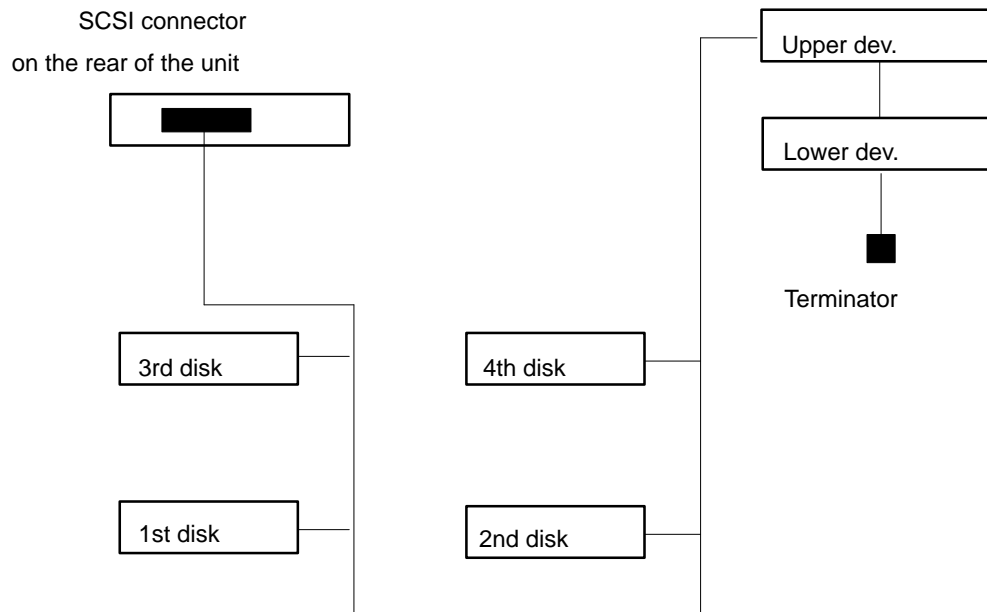 SCSI connector
on the rear of the unit
Upper dev.
Lower dev.
Terminator
3rd disk
4th disk
1st disk
2nd disk